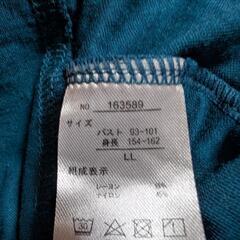 NO 163589
サイズ
バスト 93-101
身長 154-162
LL
組成表示
レーヨン
ナイロン